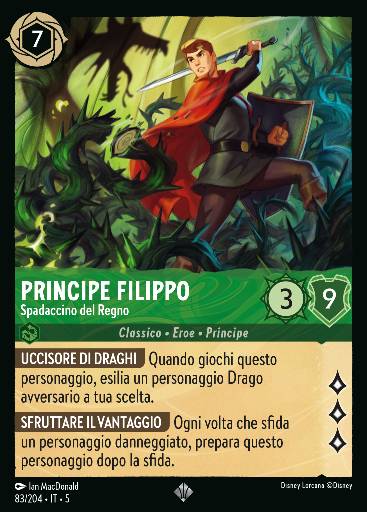 7
PRINCIPE FILIPPO
Spadaccino del Regno
3
9
Classico • Eroe • Principe
UCCISORE DI DRAGHI Quando giochi questo
personaggio, esilia un personaggio Drago
avversario a tua scelta.
SFRUTTARE IL VANTAGGIO Ogni volta che sfida
un personaggio danneggiato, prepara questo
personaggio dopo la sfida.
Ian MacDonald
Disney Lorcana ©Disney
83/204 • IT • 5